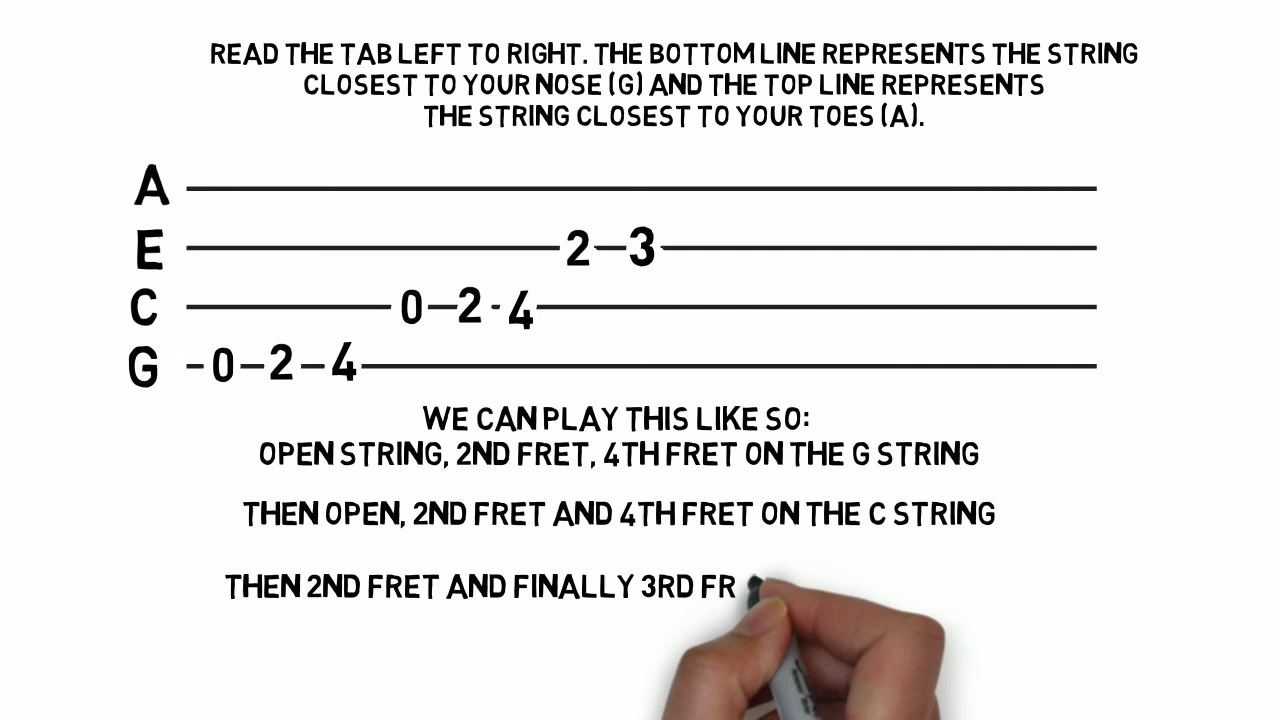 READ THE TAB LEFT TO RIGHT. THE BOTTOM LINE REPRESENTS THE STRING
CLOSEST TO YOUR NOSE (G) AND THE TOP LINE REPRESENTS
THE STRING CLOSEST TO YOUR TOES (A).
A
E 2 3
C 0 2 4
G 0 2 4
WE CAN PLAY THIS LIKE SO:
OPEN STRING, 2ND FRET, 4TH FRET ON THE G STRING
THEN OPEN, 2ND FRET AND 4TH FRET ON THE C STRING
THEN 2ND FRET AND FINALLY 3RD FR